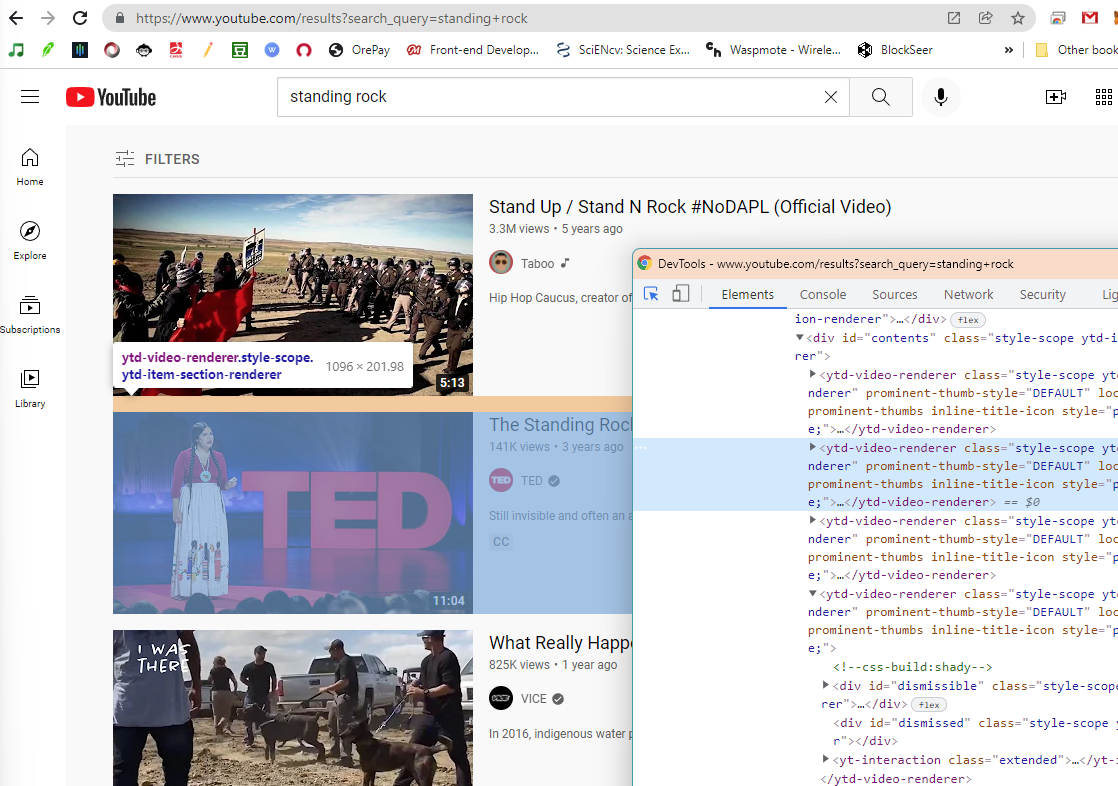 https://www.youtube.com/results?search_query=standing+rock
OrePay
Front-end Develop...
SciENcv: Science Ex...
Waspmote - Wirele...
BlockSeer
»
Other book
YouTube
standing rock
FILTERS
Home
Explore
Subscriptions
Library
Stand Up / Stand N Rock #NoDAPL (Official Video)
3.3M views • 5 years ago
Taboo
Hip Hop Caucus, creator of
5:13
ytd-video-renderer.style-scope.
ytd-item-section-renderer
1096 × 201.98
The Standing Rock
141K views • 3 years ago
TED
TED
Still invisible and often an a
CC
TED
11:04
What Really Happe
825K views • 1 year ago
VICE
In 2016, indigenous water p
I WAS
THERE
DevTools - www.youtube.com/results?search_query=standing+rock
Elements
Console
Sources
Network
Security
Lig
ion-renderer">…</div>
flex
<div id="contents" class="style-scope ytd-i
rer">
<ytd-video-renderer class="style-scope ytd
nderer" prominent-thumb-style="DEFAULT" loc
prominent-thumbs inline-title-icon style="p
e;">…</ytd-video-renderer>
...
<ytd-video-renderer class="style-scope ytd
nderer" prominent-thumb-style="DEFAULT" loc
prominent-thumbs inline-title-icon style="p
e;">…</ytd-video-renderer> == $0
<ytd-video-renderer class="style-scope ytd
nderer" prominent-thumb-style="DEFAULT" loc
prominent-thumbs inline-title-icon style="p
e;">…</ytd-video-renderer>
<ytd-video-renderer class="style-scope ytd
nderer" prominent-thumb-style="DEFAULT" loc
prominent-thumbs inline-title-icon style="p
e;">
<!--css-build:shady-->
<div id="dismissible" class="style-scope
rer">…</div>
flex
<div id="dismissed" class="style-scope y
r"></div>
<yt-interaction class="extended">…</yt-i
</ytd-video-renderer>